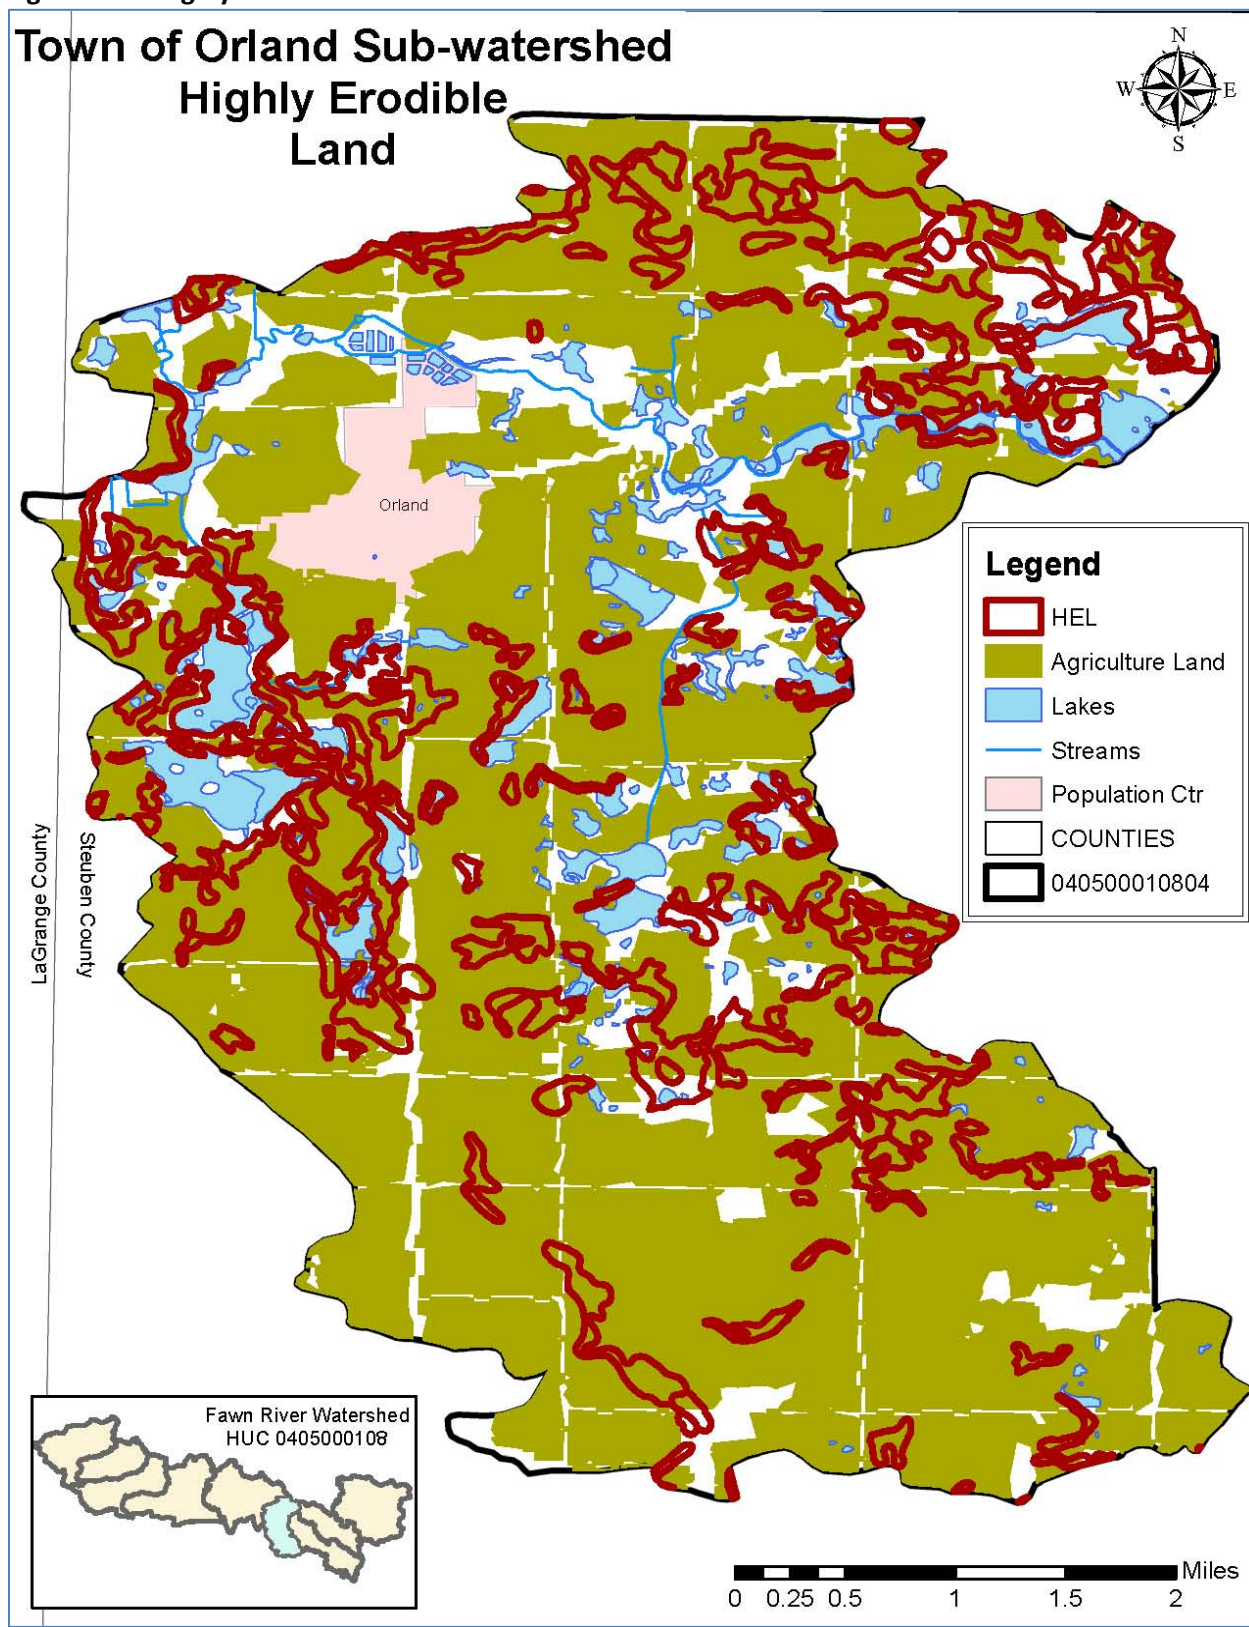 Town of Orland Sub-watershed
Highly Erodible
Land
N
W
E
S
Orland
Legend
HEL
Agriculture Land
Lakes
Streams
Population Ctr
COUNTIES
040500010804
LaGrange County
Steuben County
Fawn River Watershed
HUC 0405000108
Miles
0 0.25 0.5 1 1.5 2